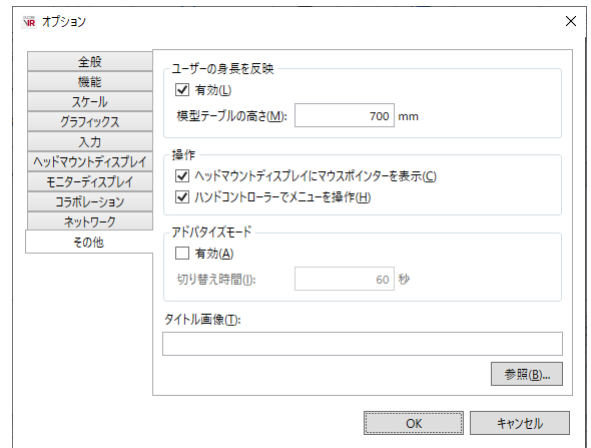 VR オプション
全般
機能
スケール
グラフィックス
入力
ヘッドマウントディスプレイ
モニターディスプレイ
コラボレーション
ネットワーク
その他
ユーザーの身長を反映
有効(L)
模型テーブルの高さ(M): 700 mm
操作
ヘッドマウントディスプレイにマウスポインターを表示(C)
ハンドコントローラーでメニューを操作(H)
アドバタイズモード
有効(A)
切り替え時間(I): 60 秒
タイトル画像(T):
参照(B)...
OK キャンセル